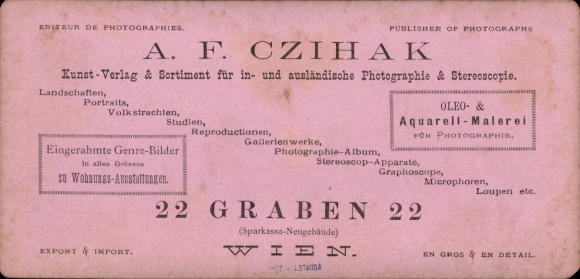 EDITEUR DE PHOTOGRAPHIES.
PUBLISHER OF PHOTOGRAPHS
A. F. CZIHAK
Kunst-Verlag & Sortiment für in- und ausländische Photographie & Stereoscopie.
Landschaften,
Portraits,
Volkstrachten,
Studien,
Reproductionen,
Gallerienwerke,
Photographie-Album,
Stereoscop-Apparate,
Graphoscope,
Microphoren,
Loupen etc.
OLEO- &
Aquarell-Malerei
FÜR PHOTOGRAPHIE.
Eingerahmte Genre-Bilder
in allen Grössen
zu Wohnungs-Ausstattungen.
22 GRABEN 22
(Sparkassa-Neugebäude)
WIEN.
EXPORT & IMPORT.
EN GROS & EN DETAIL.